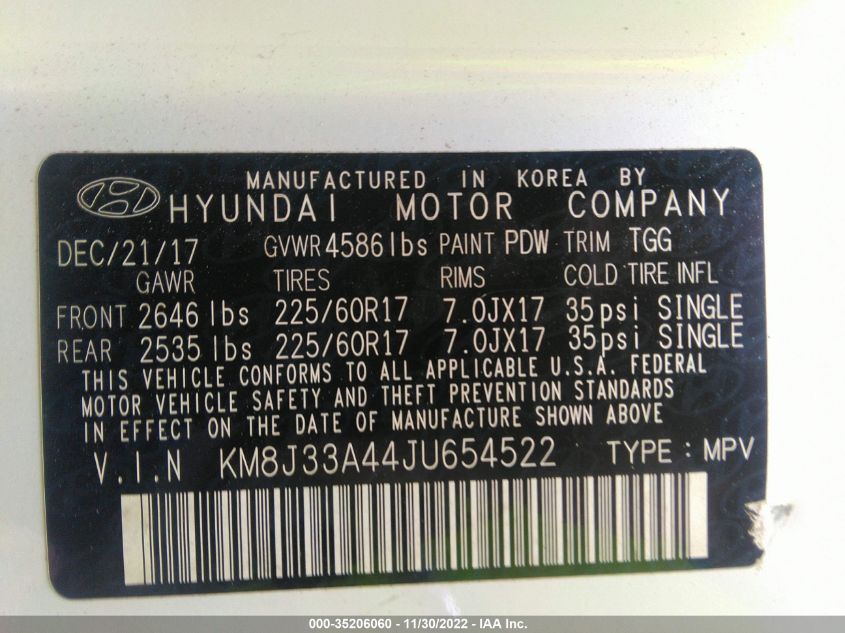 MANUFACTURED IN KOREA BY
HYUNDAI MOTOR COMPANY
DEC/21/17 GVWR 4586 lbs PAINT PDW TRIM TGG
GAWR TIRES RIMS COLD TIRE INFL
FRONT 2646 lbs 225/60R17 7.0JX17 35psi SINGLE
REAR 2535 lbs 225/60R17 7.0JX17 35psi SINGLE
THIS VEHICLE CONFORMS TO ALL APPLICABLE U.S.A. FEDERAL
MOTOR VEHICLE SAFETY AND THEFT PREVENTION STANDARDS
IN EFFECT ON THE DATE OF MANUFACTURE SHOWN ABOVE
V.I.N KM8J33A44JU654522 TYPE : MPV
000-35206060 - 11/30/2022 - IAA Inc.